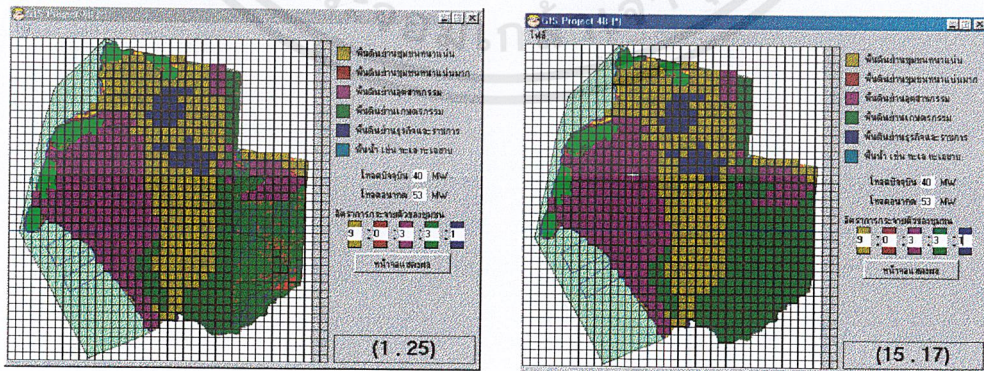 GIS Project 48
พื้นดินย่านชุมชนหนาแน่น
พื้นดินย่านชุมชนหนาแน่นมาก
พื้นดินย่านอุตสาหกรรม
พื้นดินย่านเกษตรกรรม
พื้นดินย่านธุรกิจและราชการ
พื้นน้ำ เช่น ทะเล ทะเลสาบ
โหลดปัจจุบัน 40 MW
โหลดอนาคต 53 MW
อัตราการกระจายตัวของชุมชน
9 : 0 : 3 : 3 : 1
หน้าจอแสดงผล
(1 . 25)
GIS Project 48 (*)
ไฟล์
พื้นดินย่านชุมชนหนาแน่น
พื้นดินย่านชุมชนหนาแน่นมาก
พื้นดินย่านอุตสาหกรรม
พื้นดินย่านเกษตรกรรม
พื้นดินย่านธุรกิจและราชการ
พื้นน้ำ เช่น ทะเล ทะเลสาบ
โหลดปัจจุบัน 40 MW
โหลดอนาคต 53 MW
อัตราการกระจายตัวของชุมชน
9 : 0 : 3 : 3 : 1
หน้าจอแสดงผล
(15 . 17)